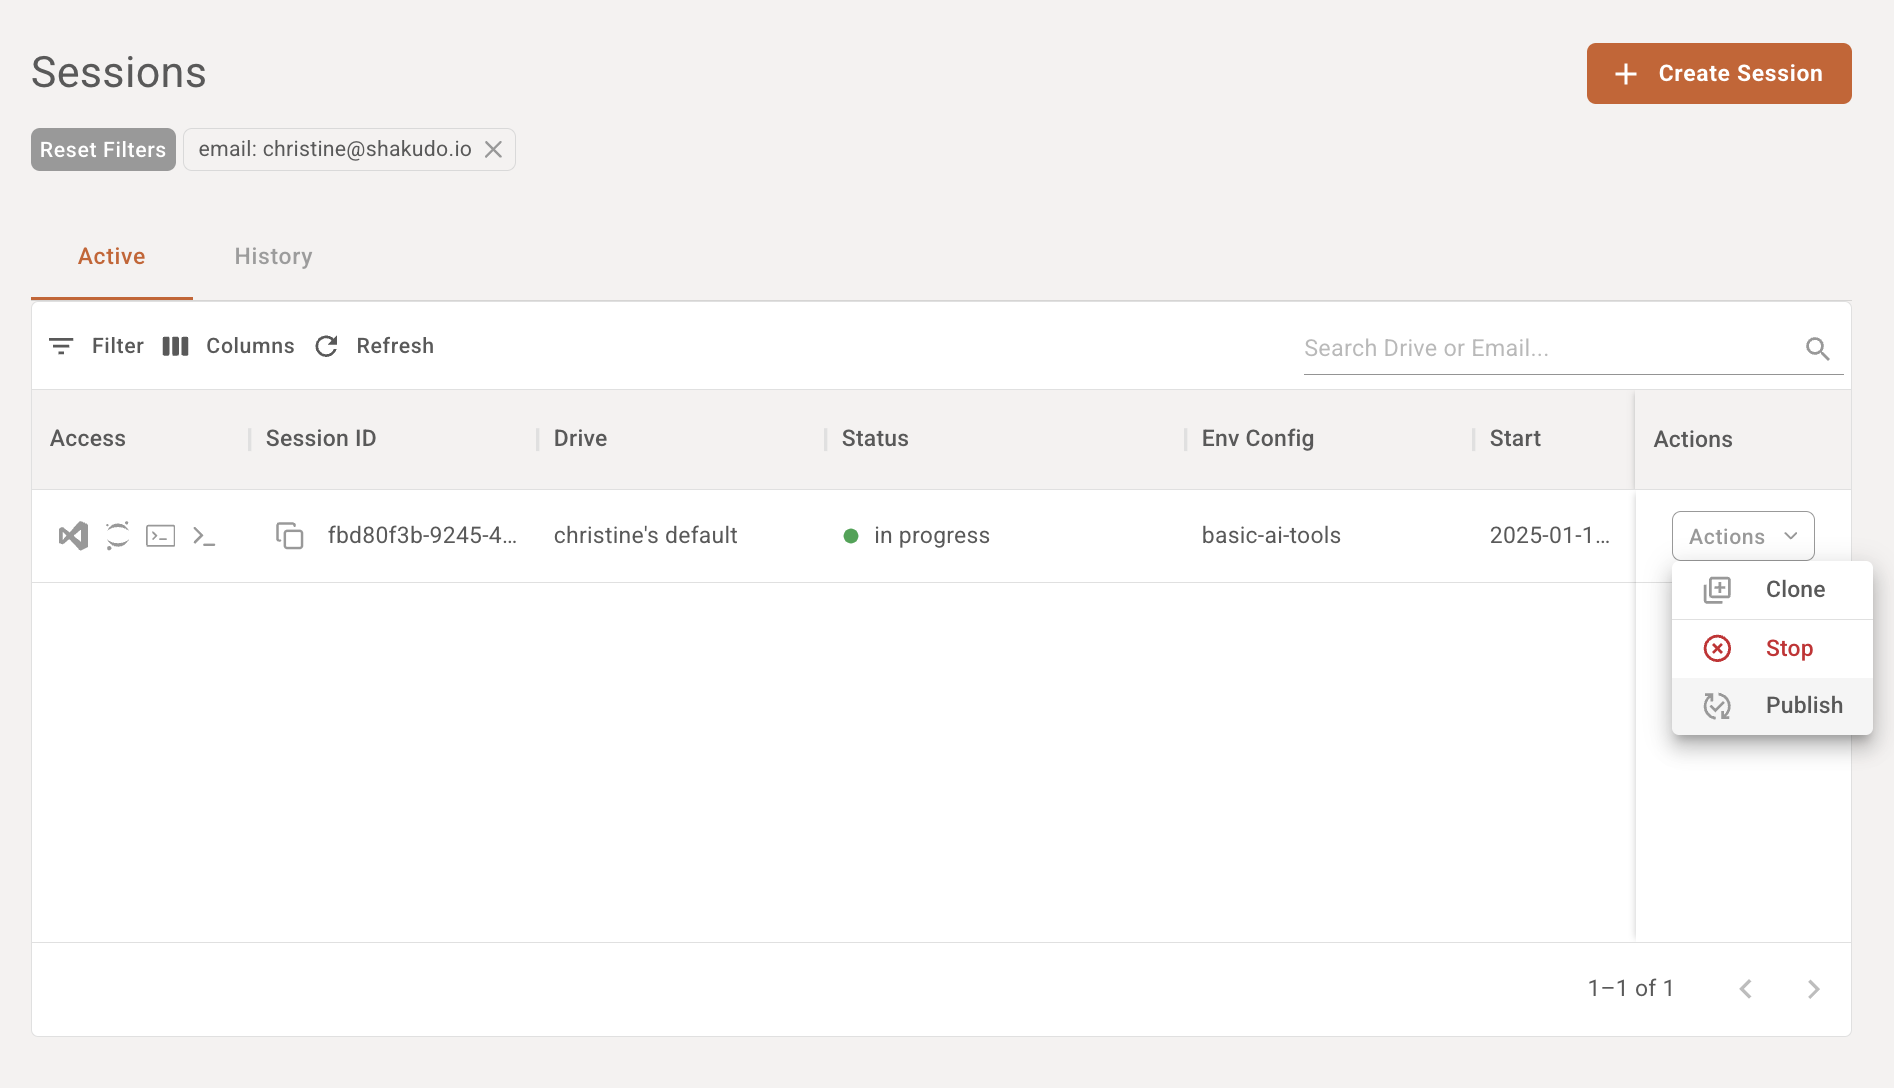 Sessions
Create Session
Reset Filters
email: christine@shakudo.io
Active
History
Filter
Columns
Refresh
Search Drive or Email...
Access
Session ID
Drive
Status
Env Config
Start
Actions
fbd80f3b-9245-4...
christine's default
in progress
basic-ai-tools
2025-01-1...
Actions
Clone
Stop
Publish
1–1 of 1